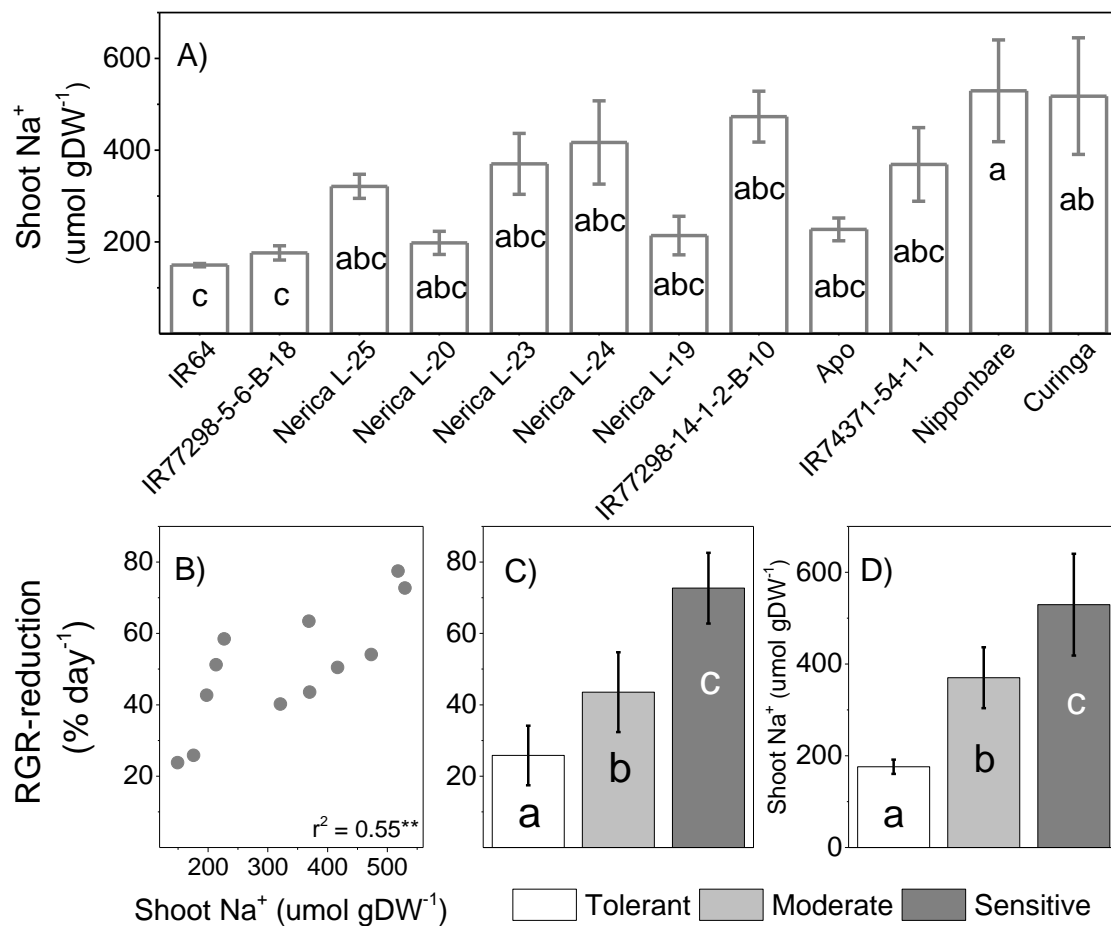 A)
Shoot Na⁺
(umol gDW⁻¹)
600
400
200
c
c
abc
abc
abc
abc
abc
abc
abc
abc
a
ab
IR64
IR77298-5-6-B-18
Nerica L-25
Nerica L-20
Nerica L-23
Nerica L-24
Nerica L-19
IR77298-14-1-2-B-10
Apo
IR74371-54-1-1
Nipponbare
Curinga
B)
RGR-reduction
(% day⁻¹)
80
60
40
20
r² = 0.55**
200 300 400 500
Shoot Na⁺ (umol gDW⁻¹)
C)
80
60
40
20
a
b
c
D)
Shoot Na⁺ (umol gDW⁻¹)
600
400
200
0
a
b
c
Tolerant Moderate Sensitive